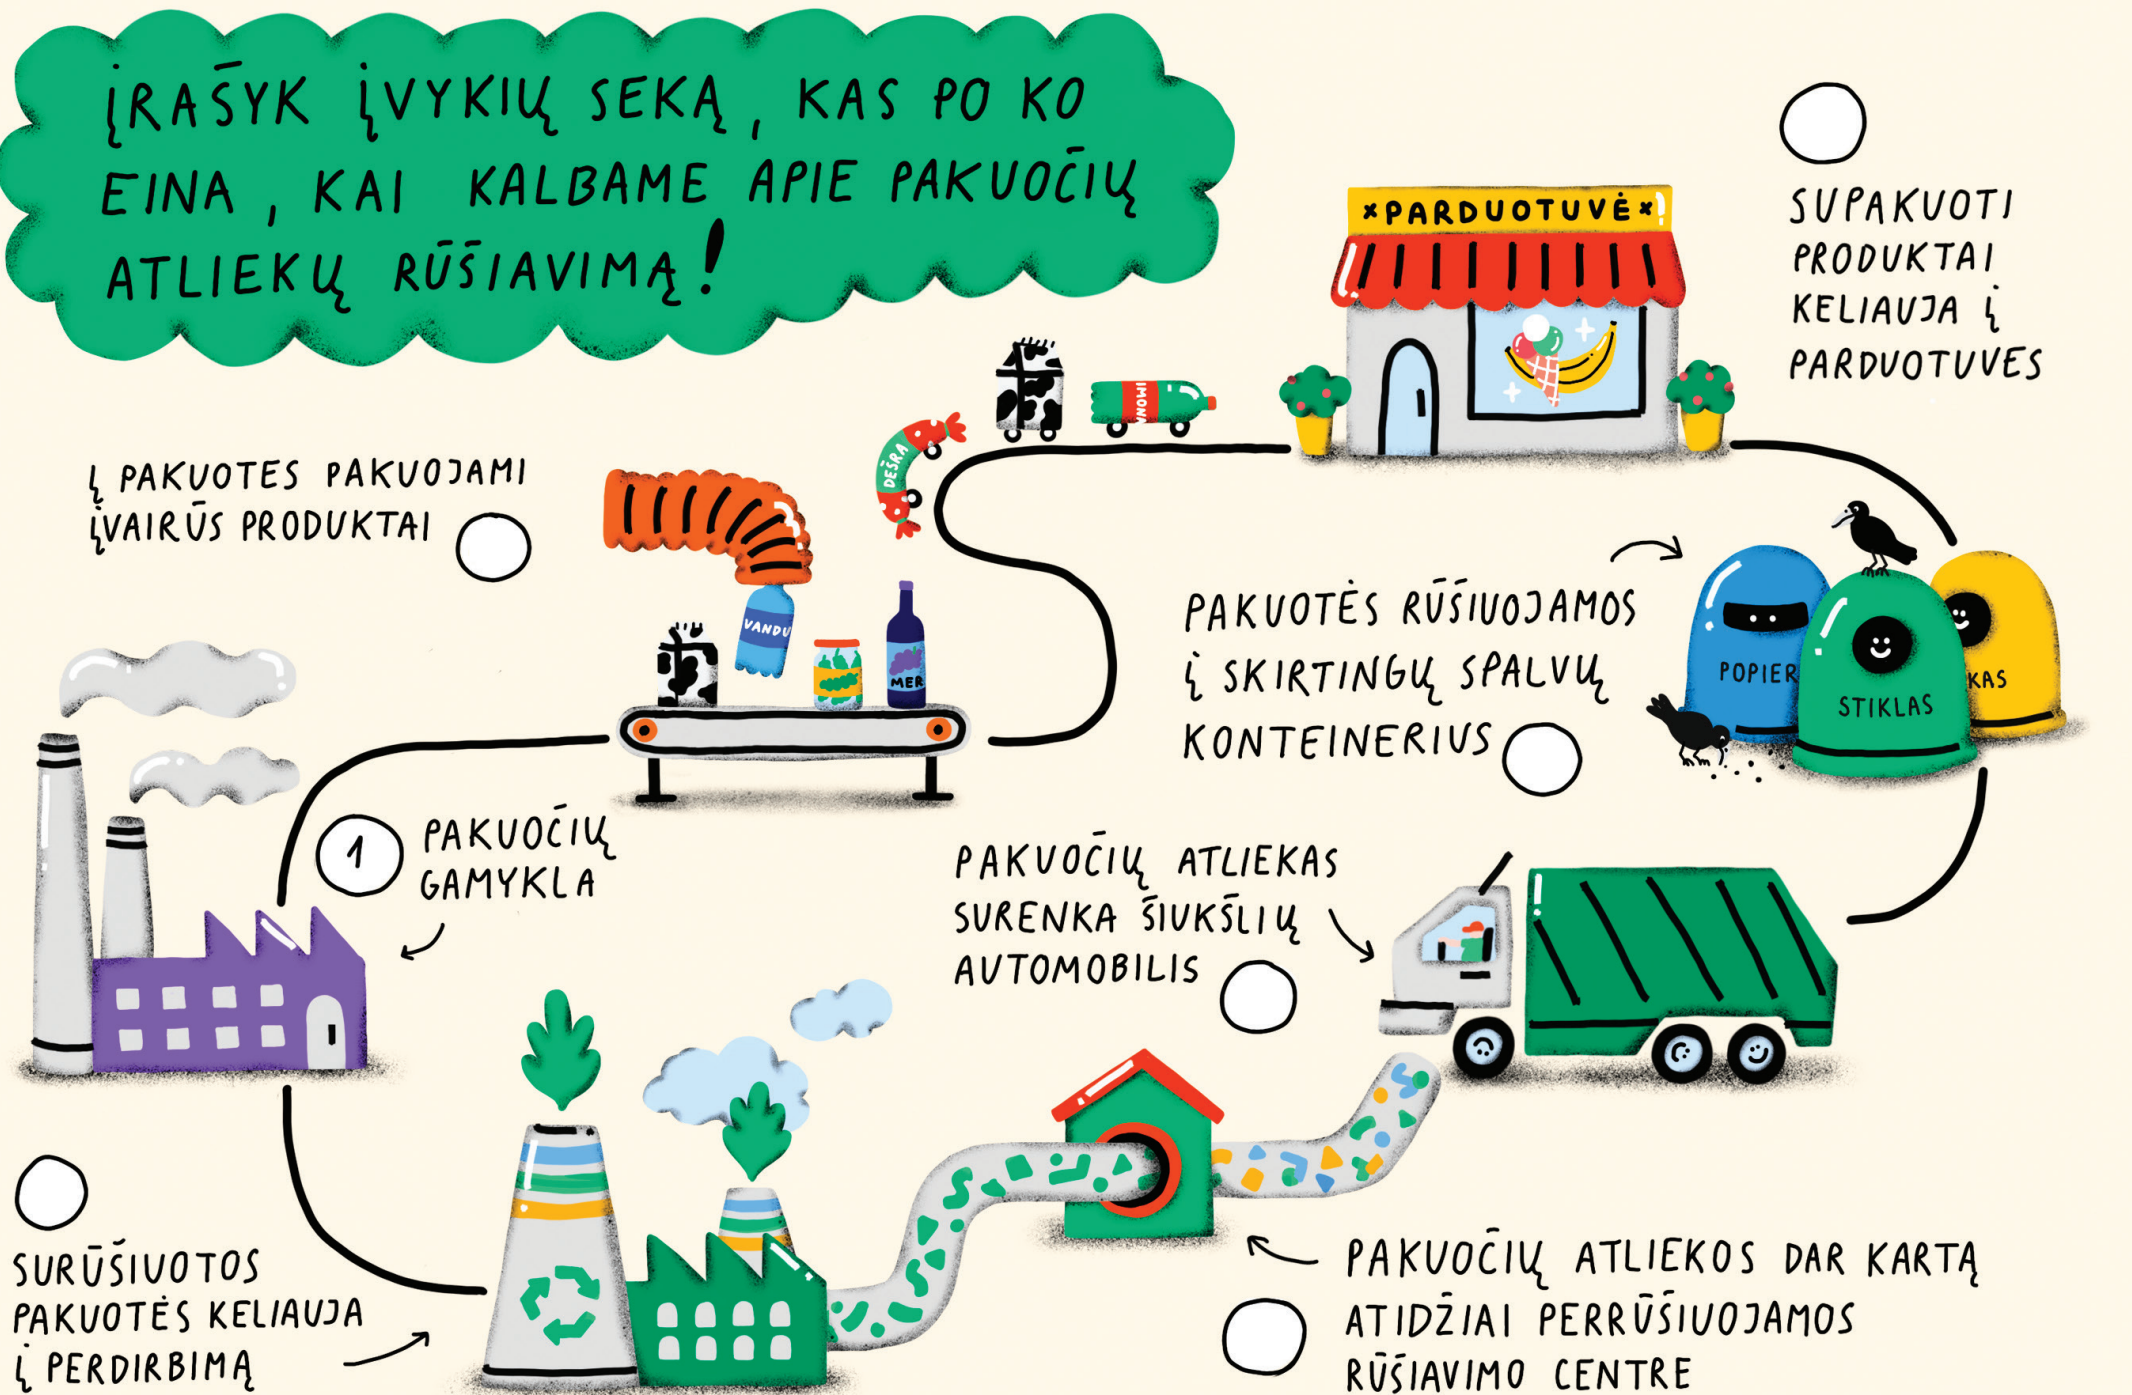 ĮRAŠYK ĮVYKIŲ SEKĄ, KAS PO KO
EINA, KAI KALBAME APIE PAKUOČIŲ
ATLIEKŲ RŪŠIAVIMĄ!
×PARDUOTUVĖ×
SUPAKUOTI
PRODUKTAI
KELIAUJA Į
PARDUOTUVES
DĖŠRA
Į PAKUOTES PAKUOJAMI
ĮVAIRŪS PRODUKTAI
VANDU
MER
PAKUOTĖS RŪŠIUOJAMOS
Į SKIRTINGŲ SPALVŲ
KONTEINERIUS
POPIER
STIKLAS
KAS
1
PAKUOČIŲ
GAMYKLA
PAKUOČIŲ ATLIEKAS
SURENKA ŠIUKŠLIŲ
AUTOMOBILIS
SURŪŠIUOTOS
PAKUOTĖS KELIAUJA
Į PERDIRBIMĄ
PAKUOČIŲ ATLIEKOS DAR KARTĄ
ATIDŽIAI PERRŪŠIUOJAMOS
RŪŠIAVIMO CENTRE